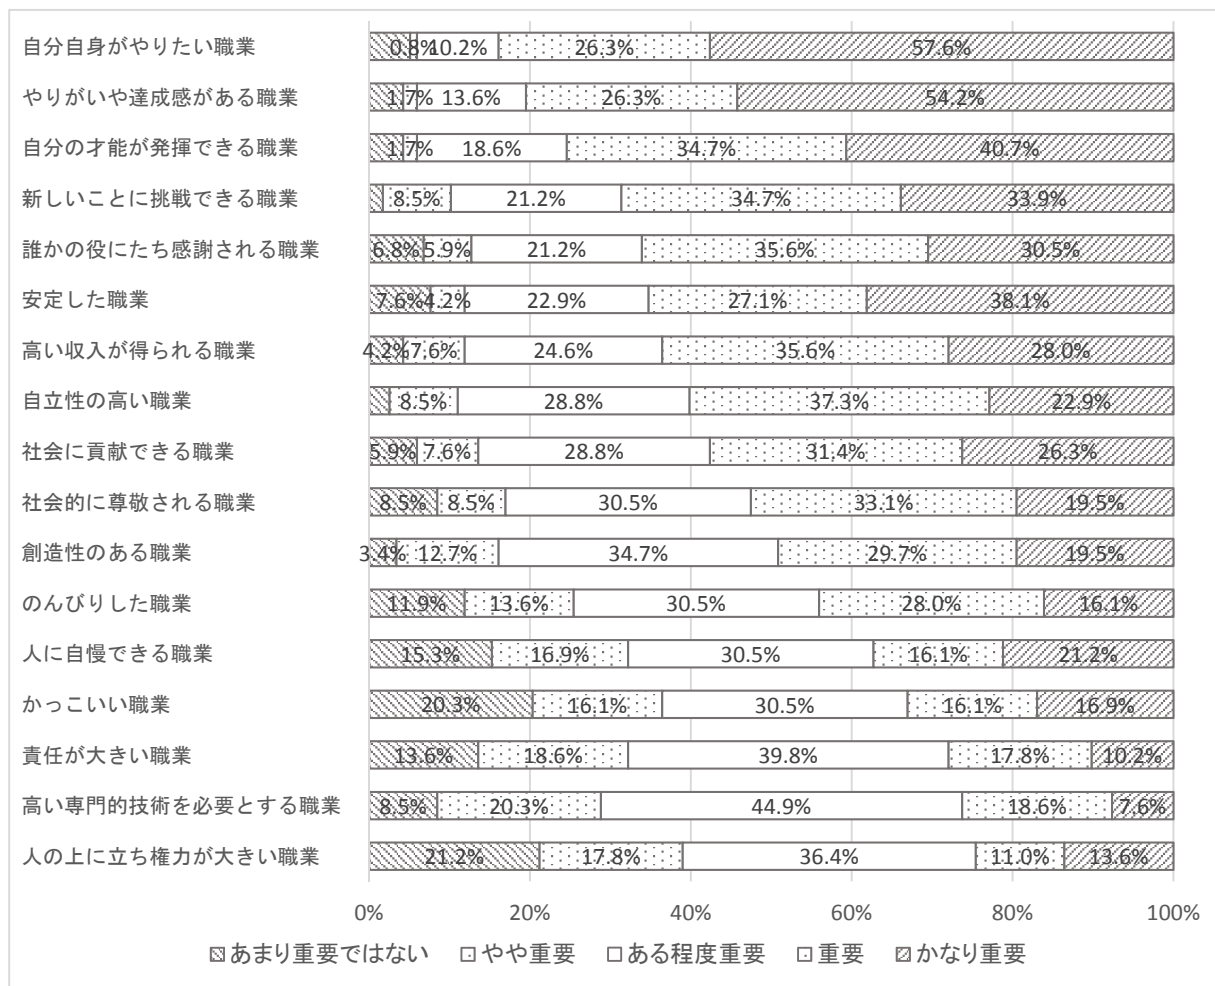 自分自身がやりたい職業 0.8% 10.2% 26.3% 57.6%
やりがいや達成感がある職業 1.7% 13.6% 26.3% 54.2%
自分の才能が発揮できる職業 1.7% 18.6% 34.7% 40.7%
新しいことに挑戦できる職業 8.5% 21.2% 34.7% 33.9%
誰かの役にたち感謝される職業 6.8% 5.9% 21.2% 35.6% 30.5%
安定した職業 7.6% 4.2% 22.9% 27.1% 38.1%
高い収入が得られる職業 4.2% 7.6% 24.6% 35.6% 28.0%
自立性の高い職業 8.5% 28.8% 37.3% 22.9%
社会に貢献できる職業 5.9% 7.6% 28.8% 31.4% 26.3%
社会的に尊敬される職業 8.5% 8.5% 30.5% 33.1% 19.5%
創造性のある職業 3.4% 12.7% 34.7% 29.7% 19.5%
のんびりした職業 11.9% 13.6% 30.5% 28.0% 16.1%
人に自慢できる職業 15.3% 16.9% 30.5% 16.1% 21.2%
かっこいい職業 20.3% 16.1% 30.5% 16.1% 16.9%
責任が大きい職業 13.6% 18.6% 39.8% 17.8% 10.2%
高い専門的技術を必要とする職業 8.5% 20.3% 44.9% 18.6% 7.6%
人の上に立ち権力が大きい職業 21.2% 17.8% 36.4% 11.0% 13.6%
0% 20% 40% 60% 80% 100%
あまり重要ではない やや重要 ある程度重要 重要 かなり重要